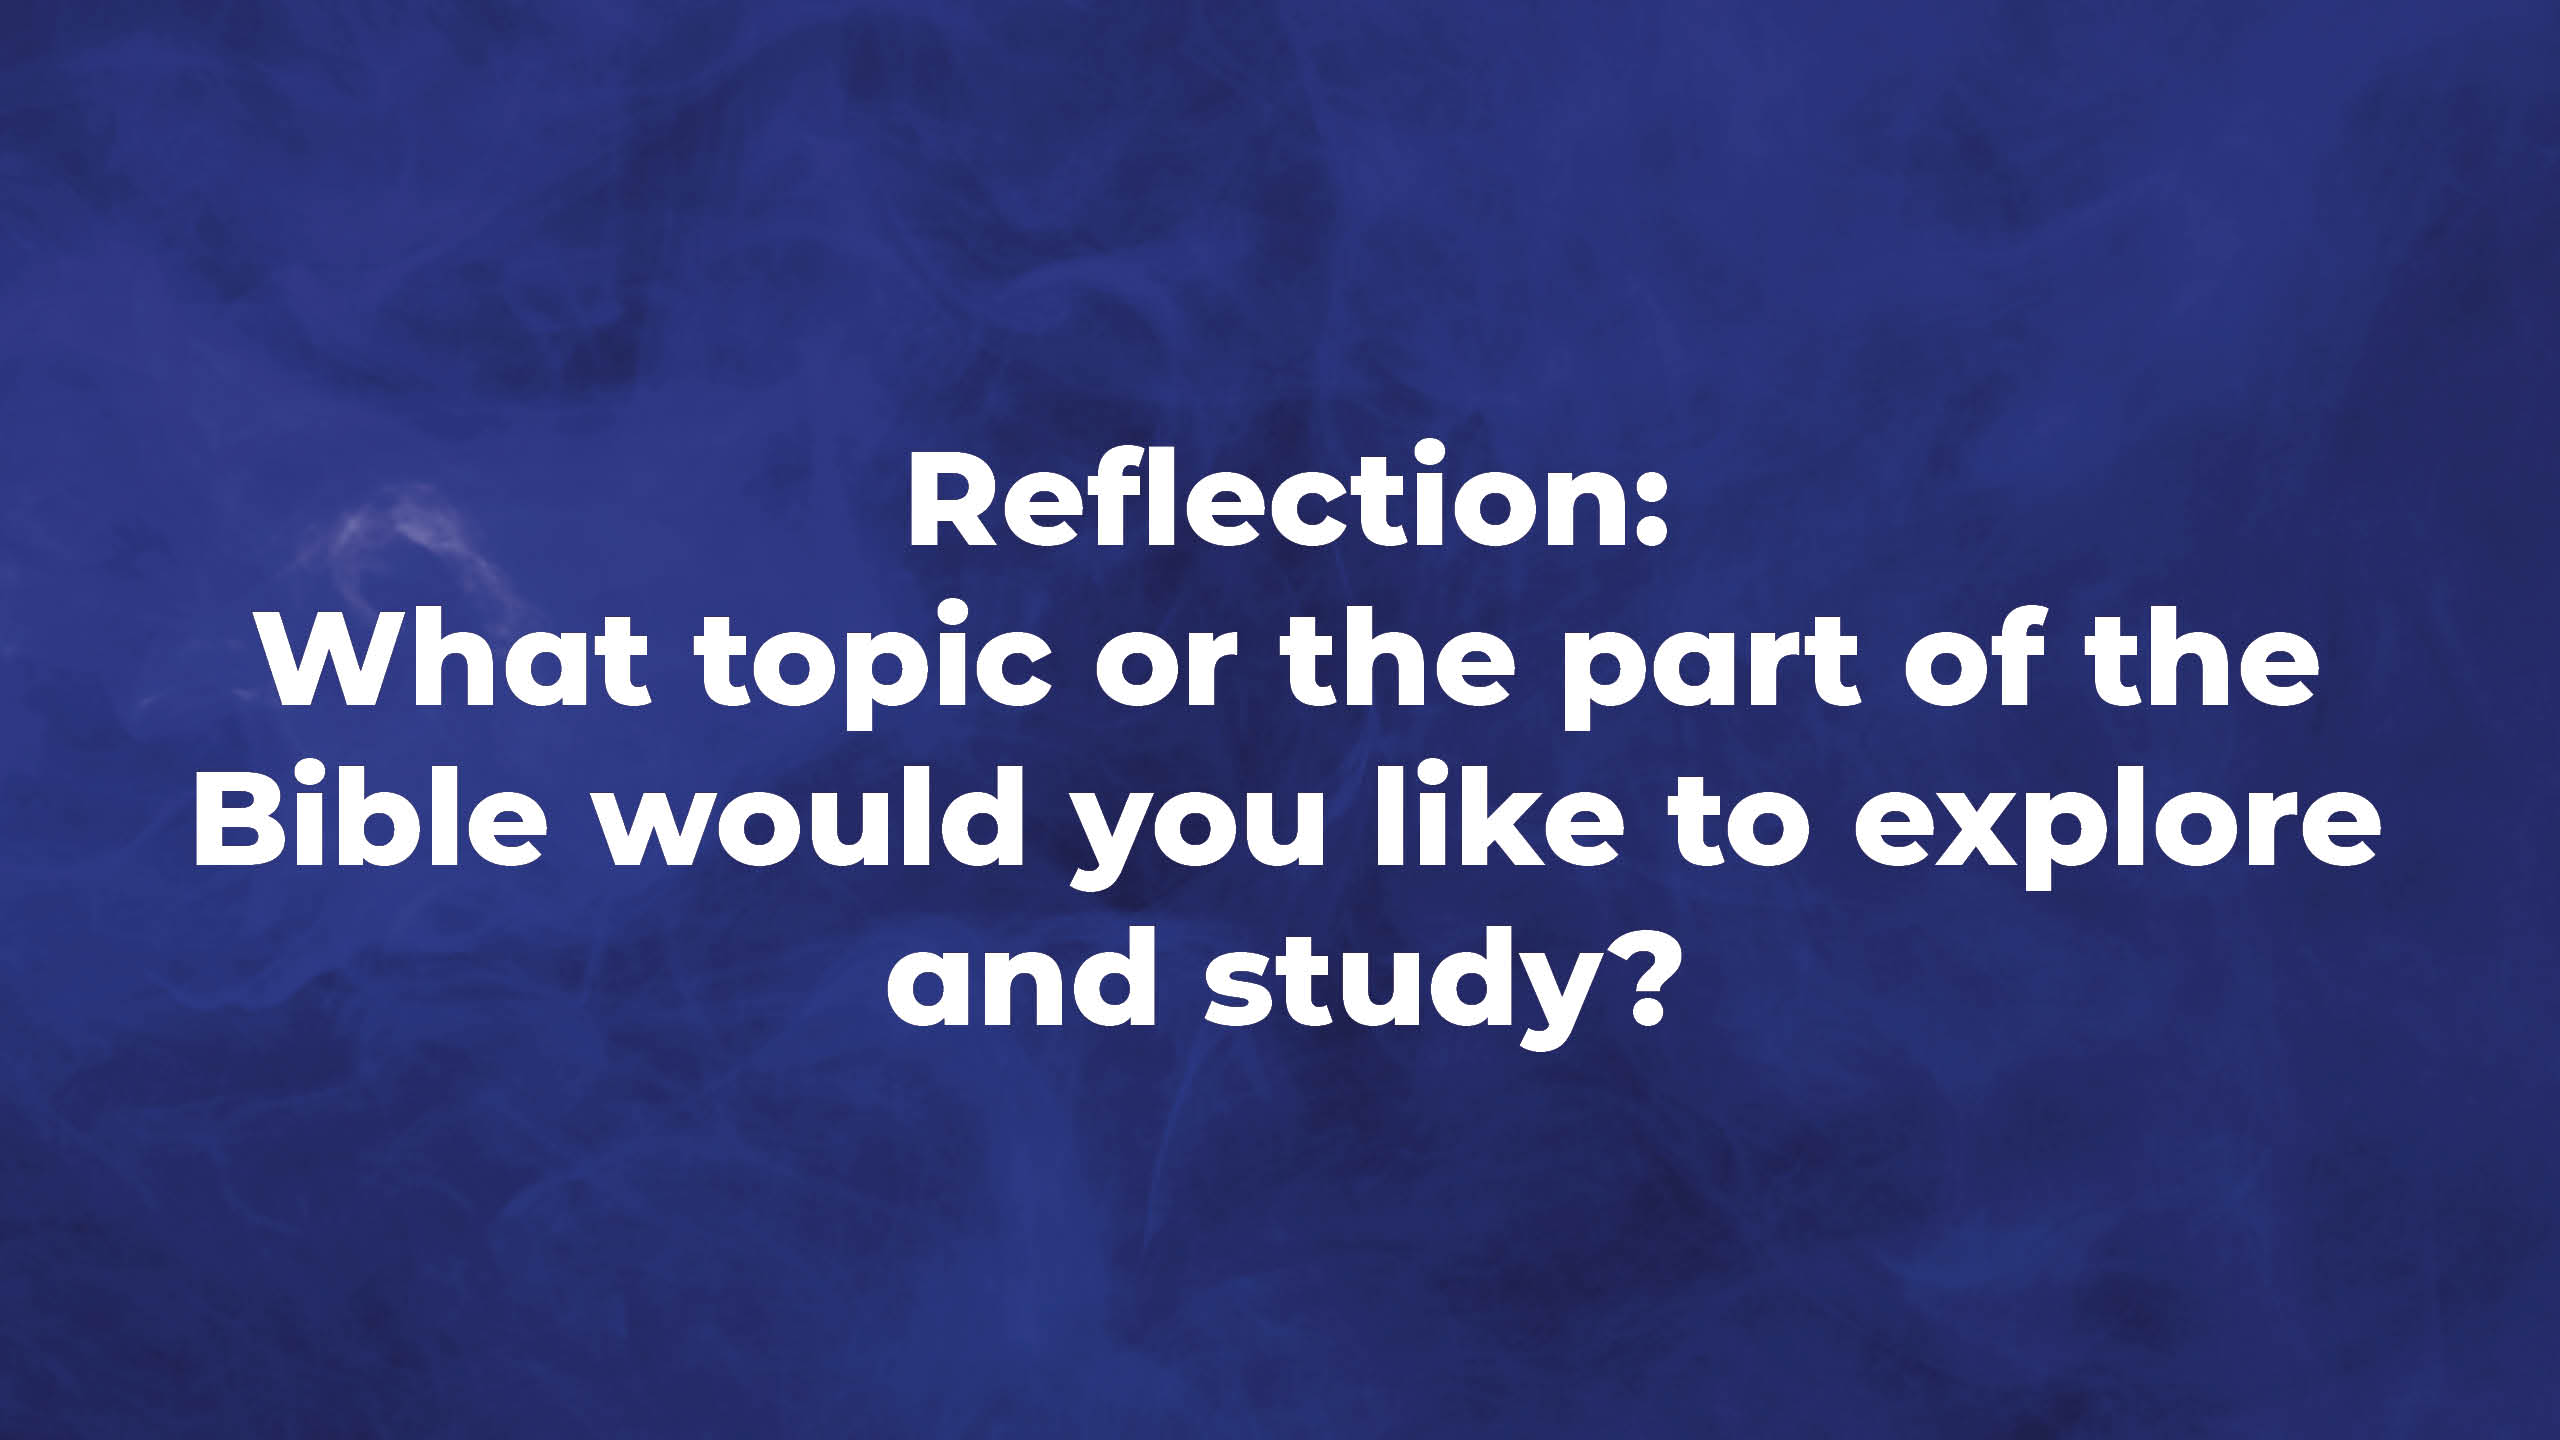 Reflection:
What topic or the part of the
Bible would you like to explore
and study?